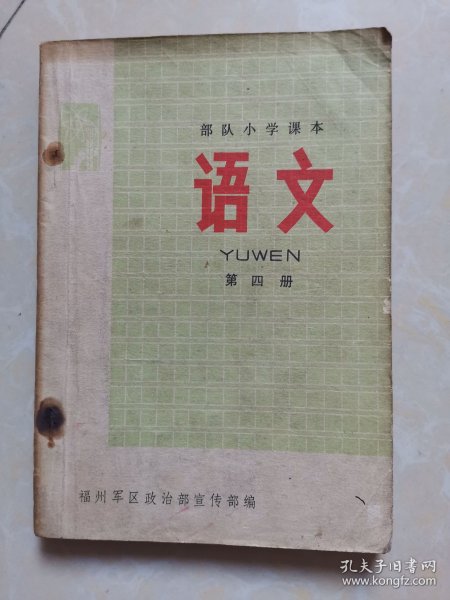 部队小学课本
语文
YUWEN
第四册
福州军区政治部宣传部编
孔夫子旧书网
www.kongfz.com